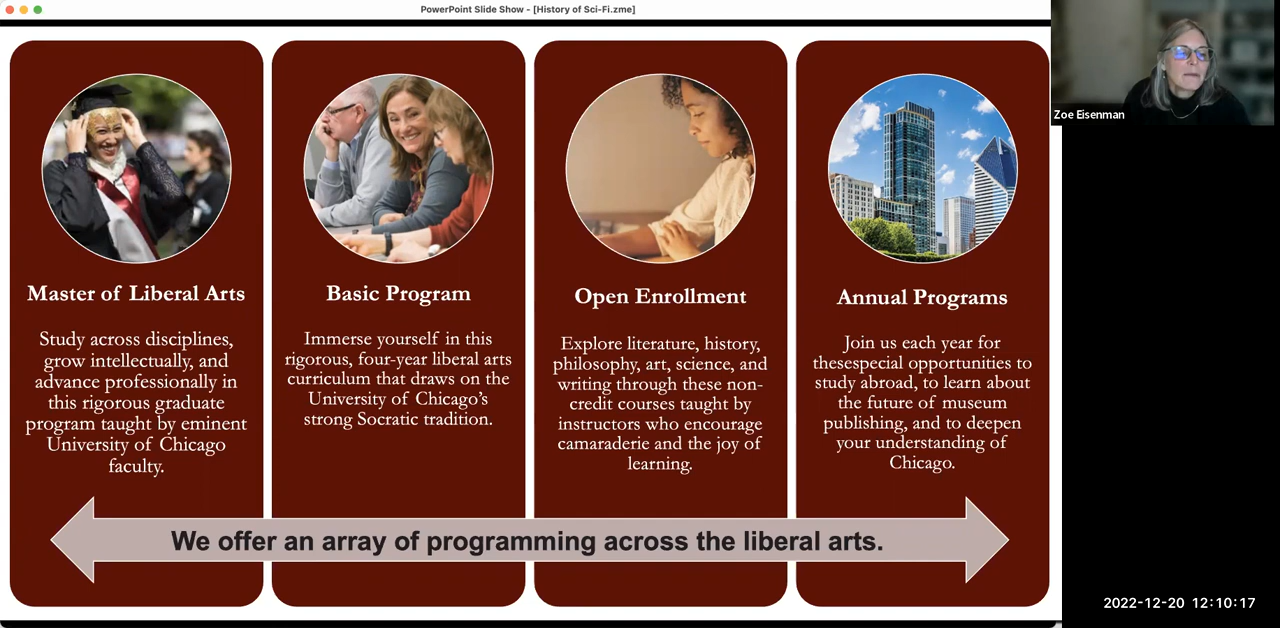 PowerPoint Slide Show - [History of Sci-Fi.zme]
Zoe Eisenman
Master of Liberal Arts
Study across disciplines,
grow intellectually, and
advance professionally in
this rigorous graduate
program taught by eminent
University of Chicago
faculty.
Basic Program
Immerse yourself in this
rigorous, four-year liberal arts
curriculum that draws on the
University of Chicago's
strong Socratic tradition.
Open Enrollment
Explore literature, history,
philosophy, art, science, and
writing through these non-
credit courses taught by
instructors who encourage
camaraderie and the joy of
learning.
Annual Programs
Join us each year for
thesespecial opportunities to
study abroad, to learn about
the future of museum
publishing, and to deepen
your understanding of
Chicago.
We offer an array of programming across the liberal arts.
2022-12-20 12:10:17